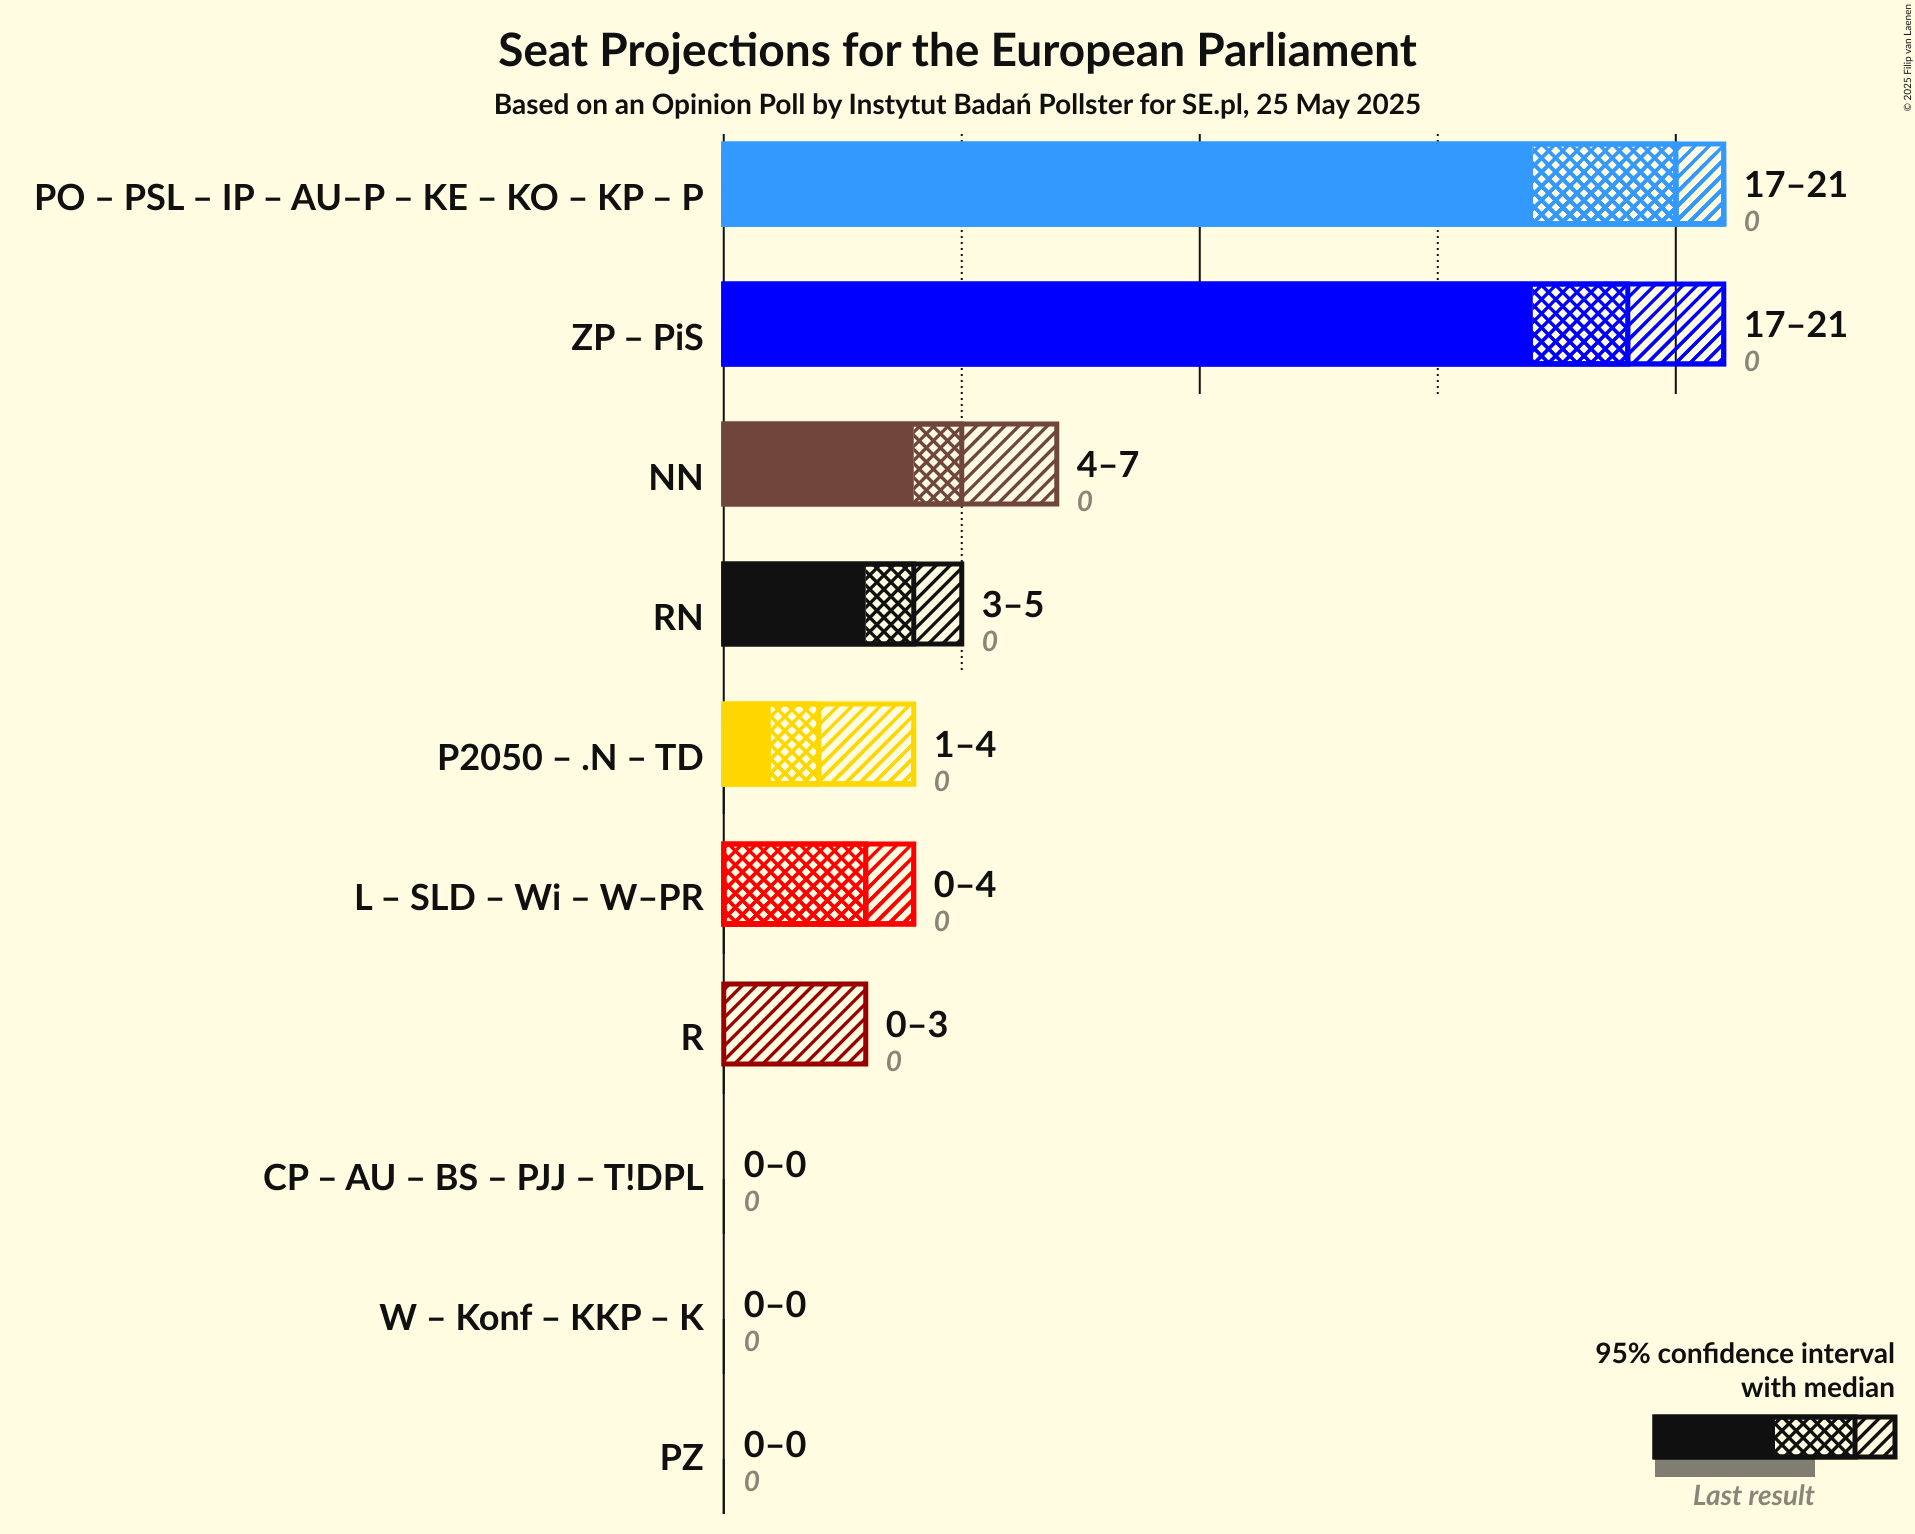 Seat Projections for the European Parliament
Based on an Opinion Poll by Instytut Badań Pollster for SE.pl, 25 May 2025
© 2025 Filip van Laenen
PO – PSL – IP – AU–P – KE – KO – KP – P
17–21
0
ZP – PiS
17–21
0
NN
4–7
0
RN
3–5
0
P2050 – .N – TD
1–4
0
L – SLD – Wi – W–PR
0–4
0
R
0–3
0
CP – AU – BS – PJJ – T!DPL
0–0
0
W – Konf – KKP – K
0–0
0
PZ
0–0
0
95% confidence interval
with median
Last result